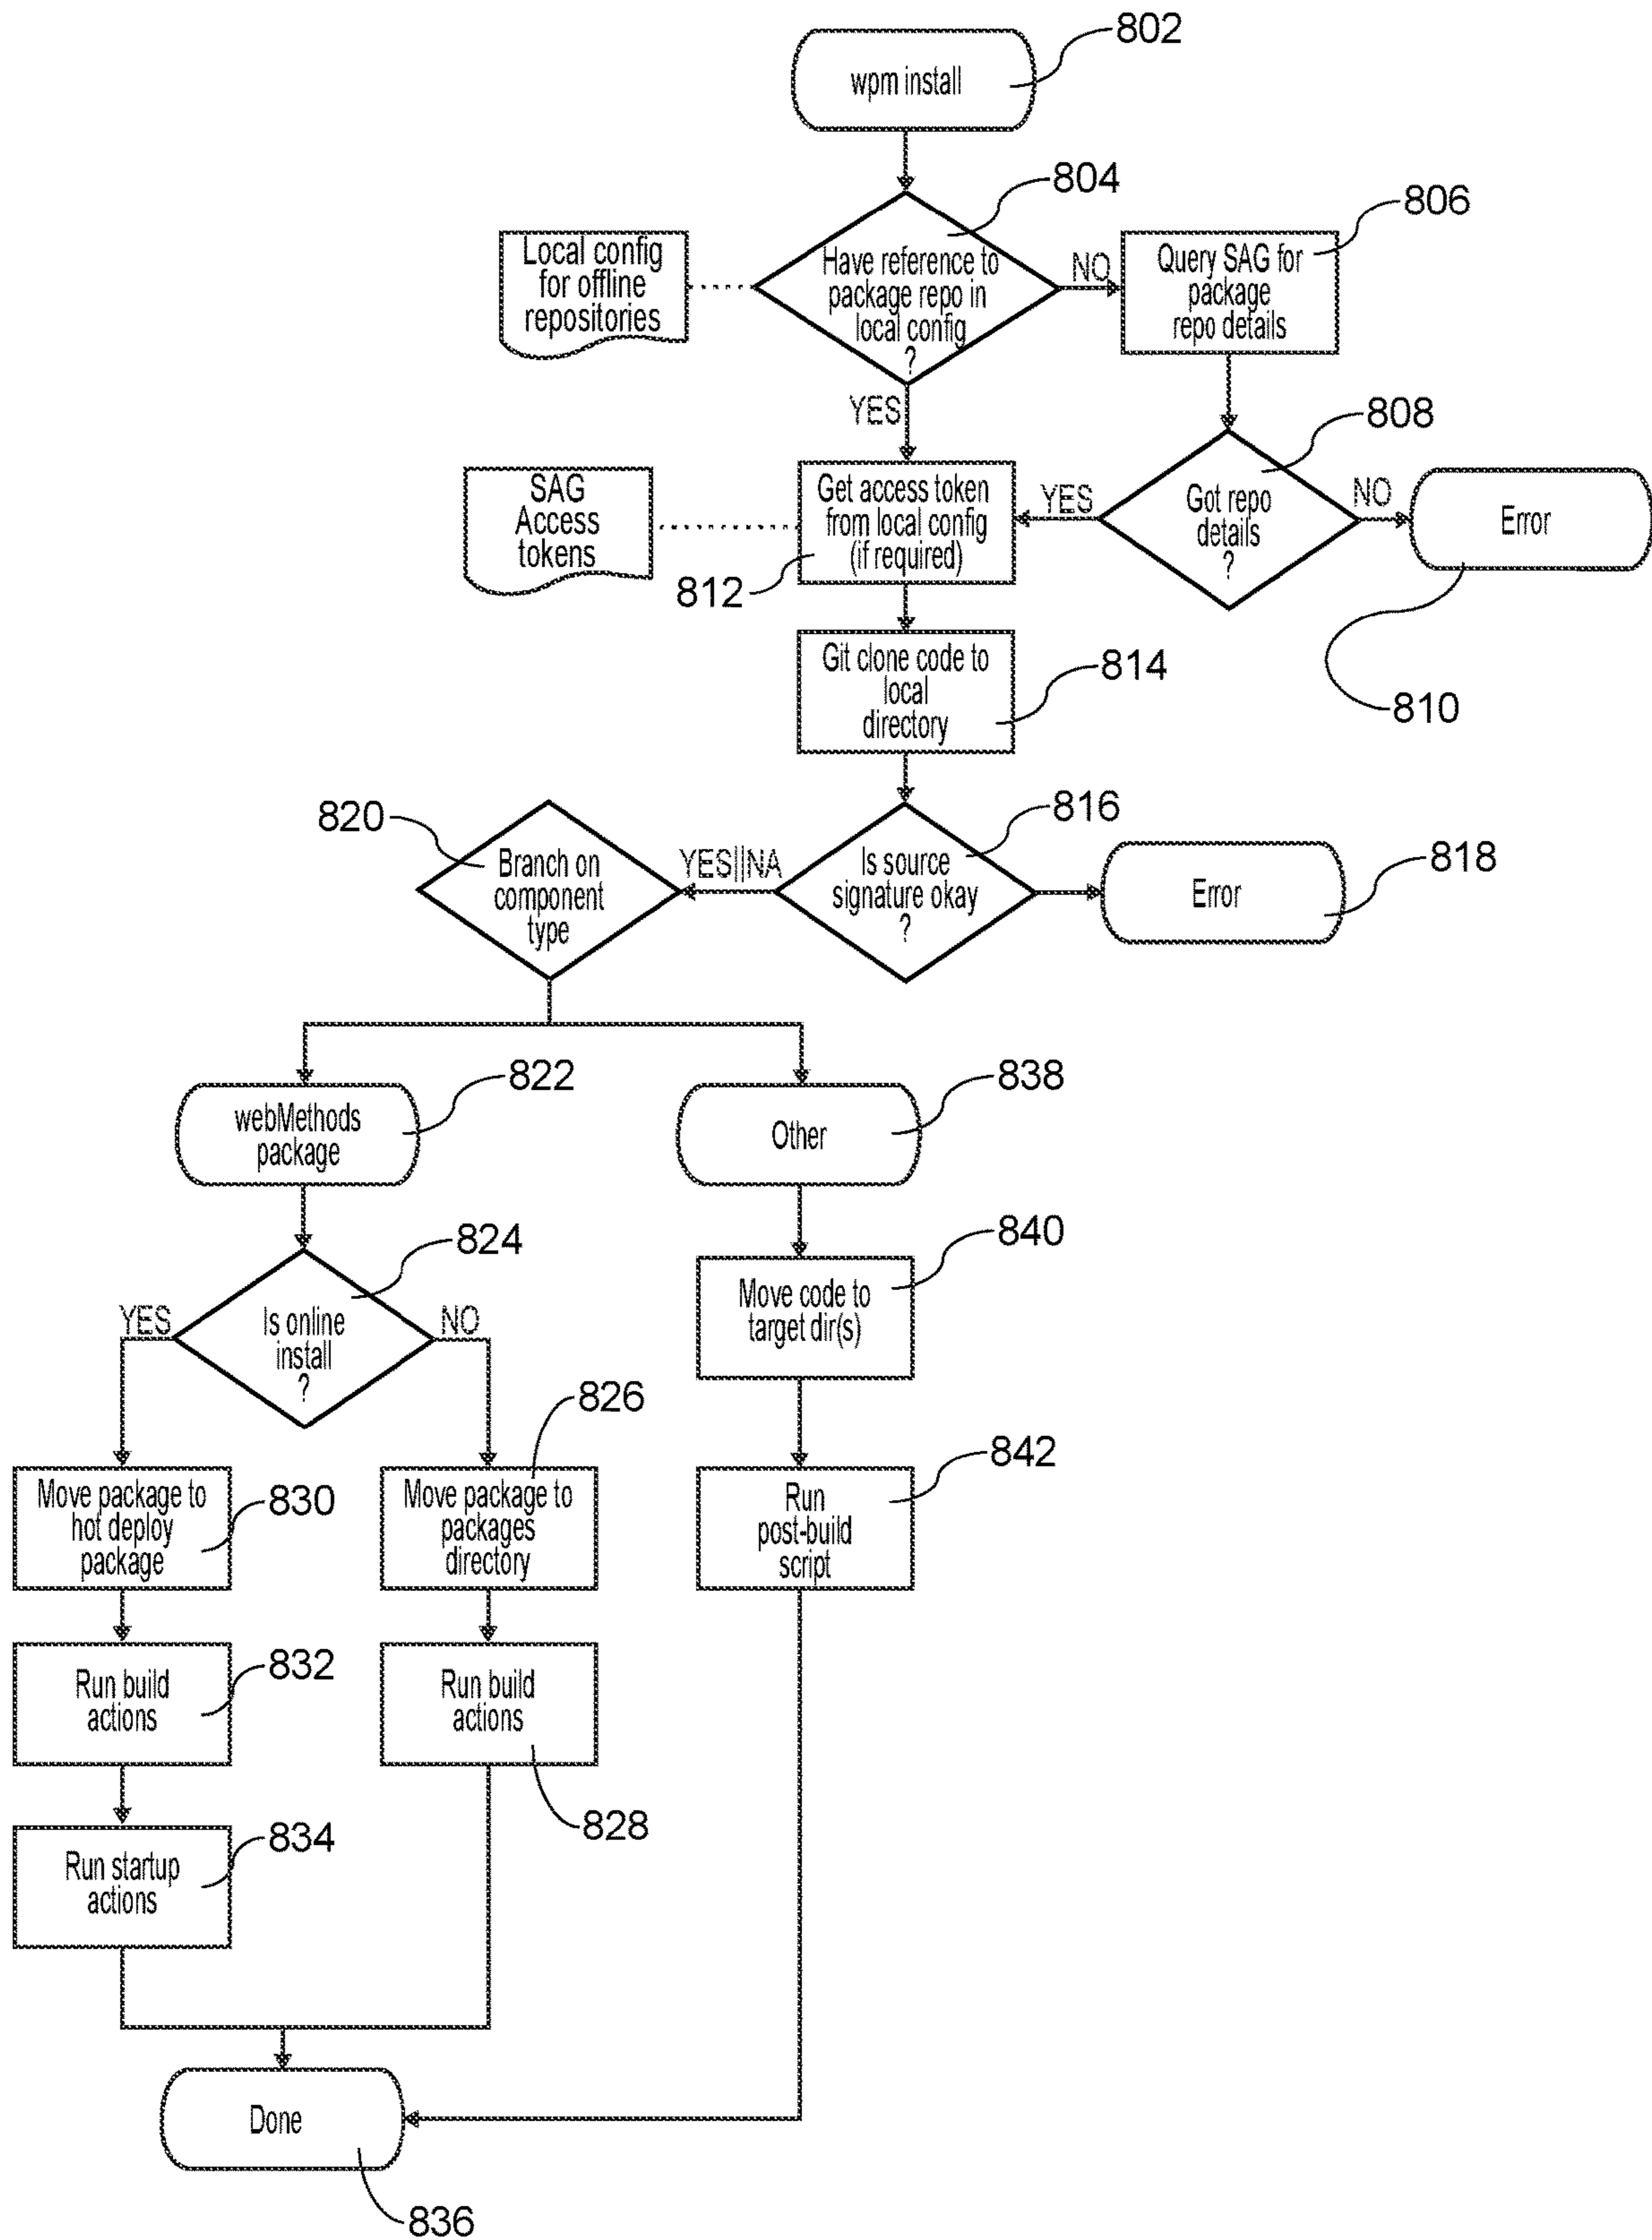 802
wpm install
804
806
Local config
for offline
repositories
Have reference to
package repo in
local config
?
NO
Query SAG for
package
repo details
YES
808
SAG
Access
tokens
Get access token
from local config
(if required)
YES
Got repo
details
?
NO
Error
812
810
Git clone code to
local
directory
814
820
816
Branch on
component
type
YES||NA
Is source
signature okay
?
Error
818
822
838
webMethods
package
Other
824
840
YES
Is online
install
?
NO
Move code to
target dir(s)
826
842
Move package to
hot deploy
package
830
Move package to
packages
directory
Run
post-build
script
832
Run build
actions
Run build
actions
828
834
Run startup
actions
Done
836